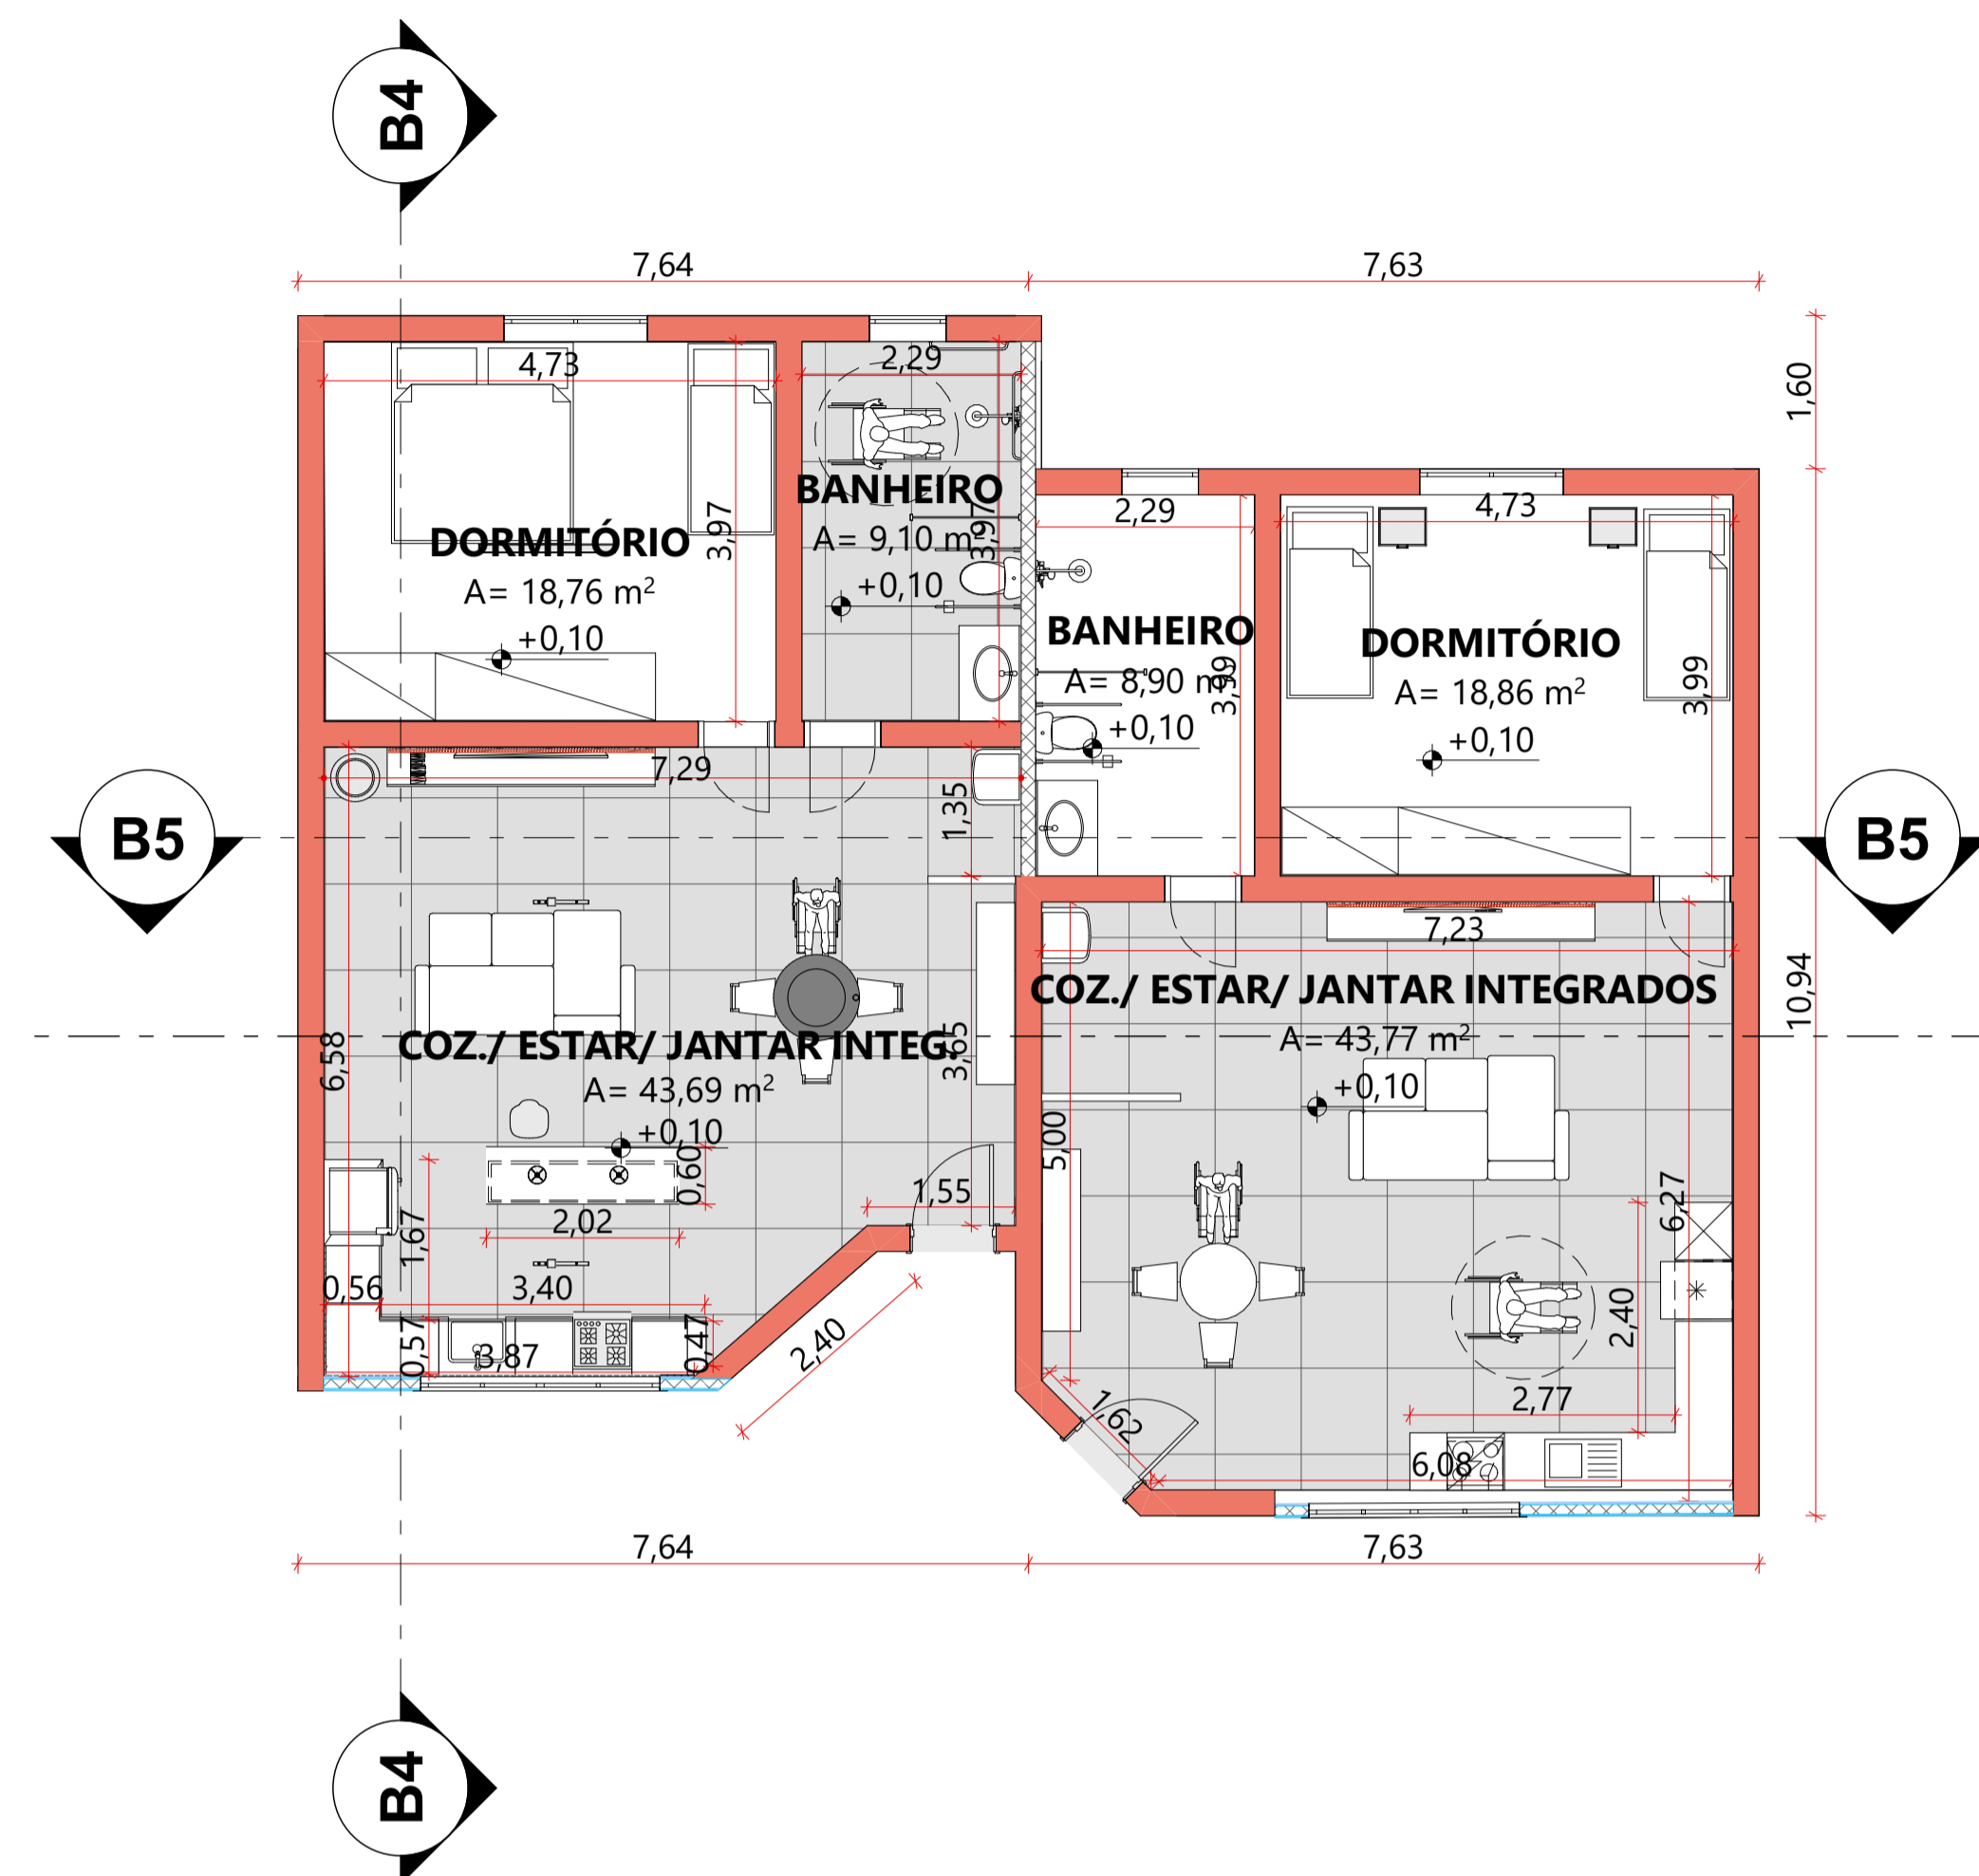 B4
7,64
7,63
1,60
4,73
2,29
3,97
BANHEIRO
A= 9,10 m²
+0,10
3,97
DORMITÓRIO
A= 18,76 m²
+0,10
2,29
4,73
BANHEIRO
A= 8,90 m²
+0,10
3,99
DORMITÓRIO
A= 18,86 m²
+0,10
3,99
7,29
1,35
B5
B5
7,23
COZ./ ESTAR/ JANTAR INTEGRADOS
A= 43,77 m²
+0,10
10,94
6,58
COZ./ ESTAR/ JANTAR INTEG.
A= 43,69 m²
+0,10
3,65
5,00
0,60
1,55
2,02
1,67
6,27
0,56
3,40
2,40
0,57
3,87
0,47
2,40
1,62
2,77
6,08
7,64
7,63
B4